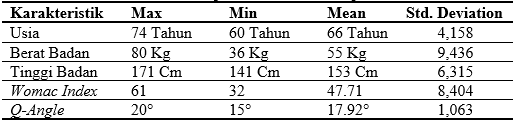 Karakteristik Max Min Mean Std. Deviation
Usia 74 Tahun 60 Tahun 66 Tahun 4,158
Berat Badan 80 Kg 36 Kg 55 Kg 9,436
Tinggi Badan 171 Cm 141 Cm 153 Cm 6,315
Womac Index 61 32 47.71 8,404
Q-Angle 20° 15° 17.92° 1,063